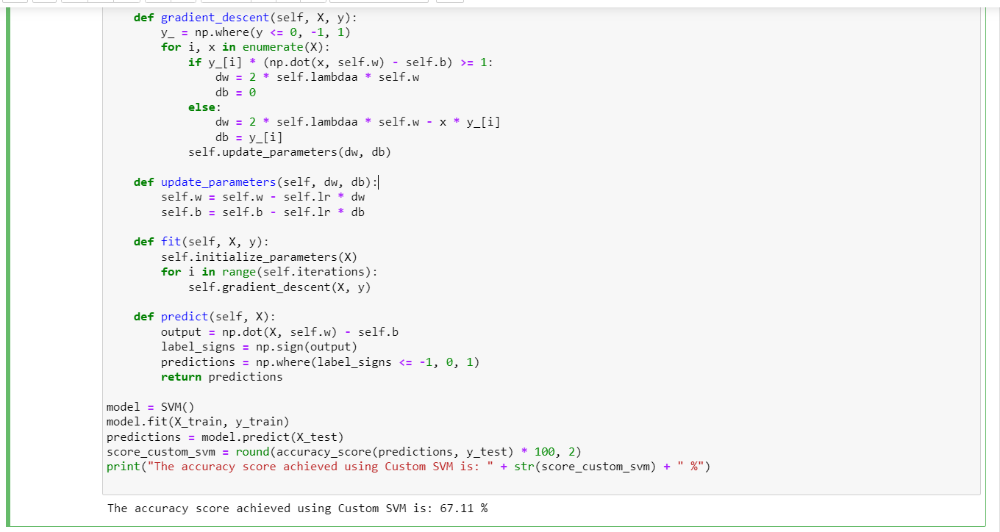 def gradient_descent(self, X, y):
y_ = np.where(y <= 0, -1, 1)
for i, x in enumerate(X):
if y_[i] * (np.dot(x, self.w) - self.b) >= 1:
dw = 2 * self.lambdaa * self.w
db = 0
else:
dw = 2 * self.lambdaa * self.w - x * y_[i]
db = y_[i]
self.update_parameters(dw, db)
def update_parameters(self, dw, db):
self.w = self.w - self.lr * dw
self.b = self.b - self.lr * db
def fit(self, X, y):
self.initialize_parameters(X)
for i in range(self.iterations):
self.gradient_descent(X, y)
def predict(self, X):
output = np.dot(X, self.w) - self.b
label_signs = np.sign(output)
predictions = np.where(label_signs <= -1, 0, 1)
return predictions
model = SVM()
model.fit(X_train, y_train)
predictions = model.predict(X_test)
score_custom_svm = round(accuracy_score(predictions, y_test) * 100, 2)
print("The accuracy score achieved using Custom SVM is: " + str(score_custom_svm) + " %")
The accuracy score achieved using Custom SVM is: 67.11 %